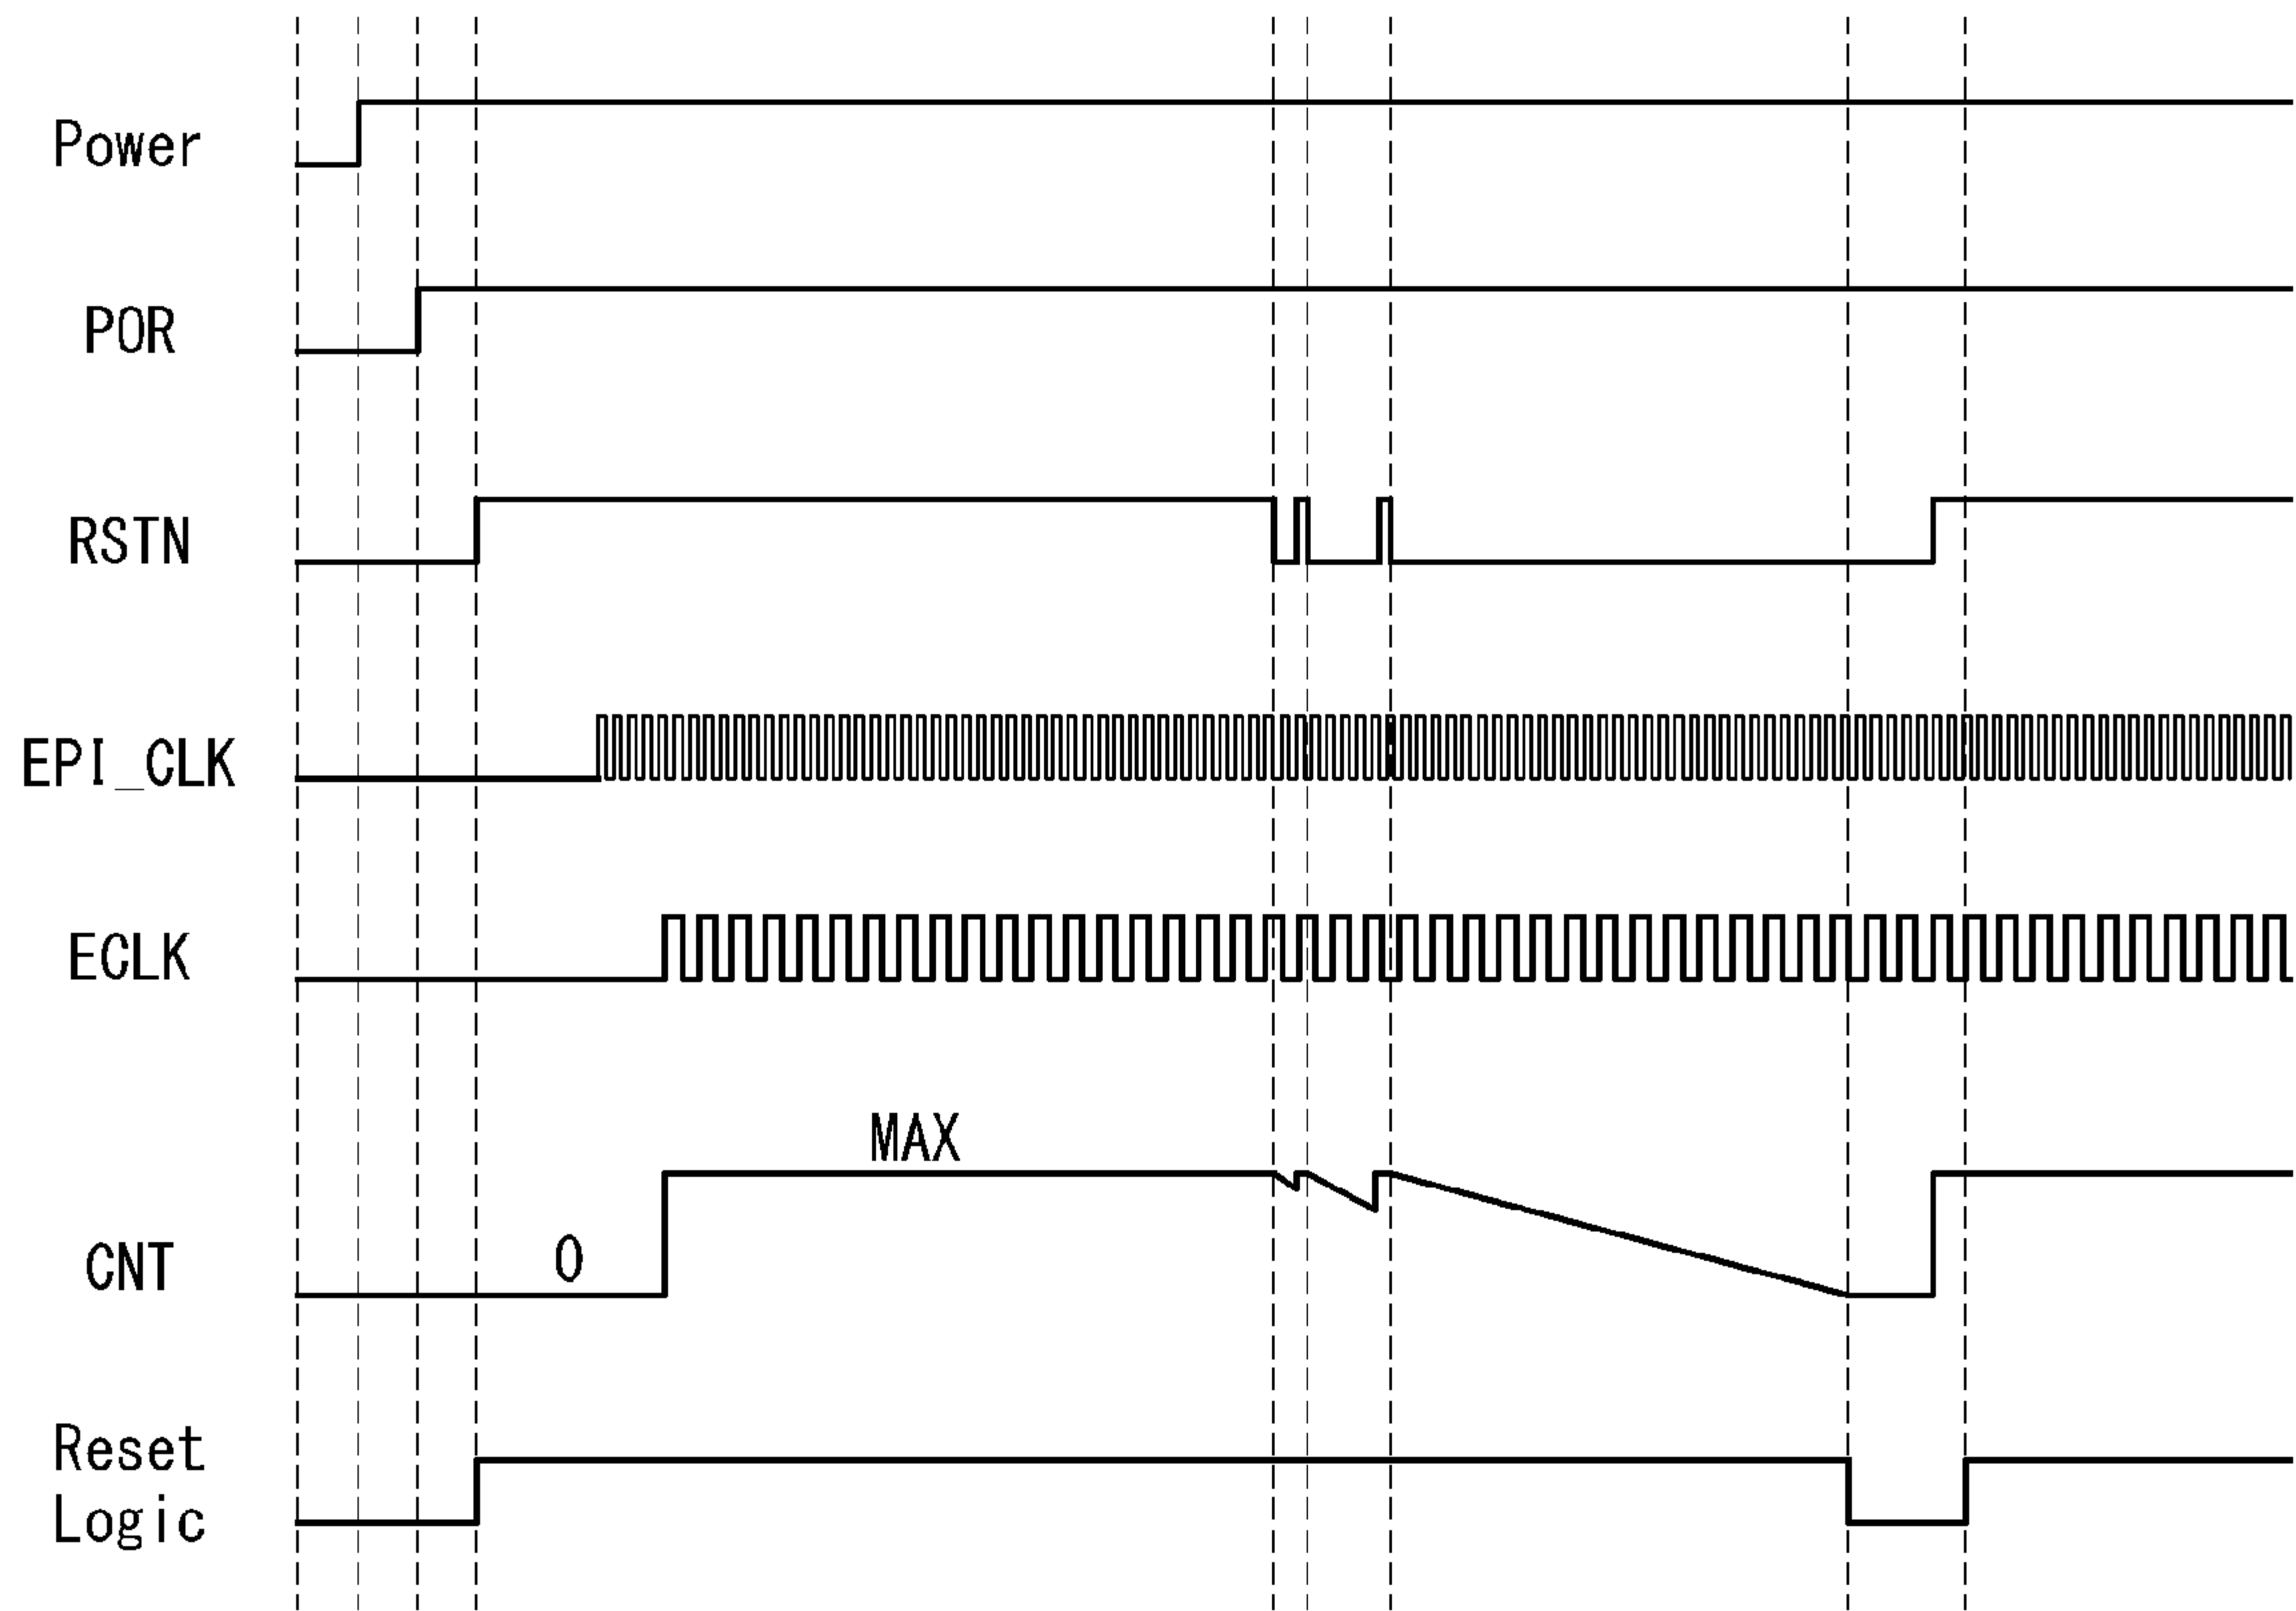 Power
POR
RSTN
EPI_CLK
ECLK
MAX
0
CNT
Reset
Logic